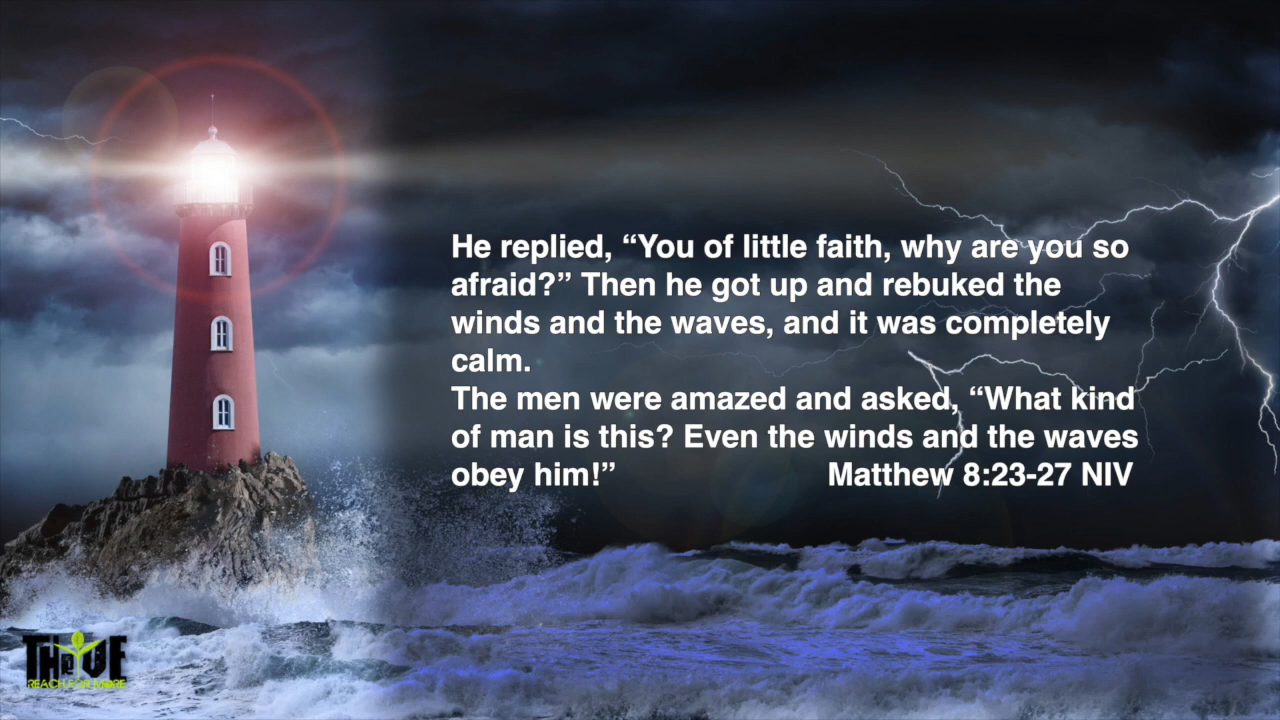 He replied, “You of little faith, why are you so
afraid?” Then he got up and rebuked the
winds and the waves, and it was completely
calm.
The men were amazed and asked, “What kind
of man is this? Even the winds and the waves
obey him!” Matthew 8:23-27 NIV
THe UF
REACH FOR MORE